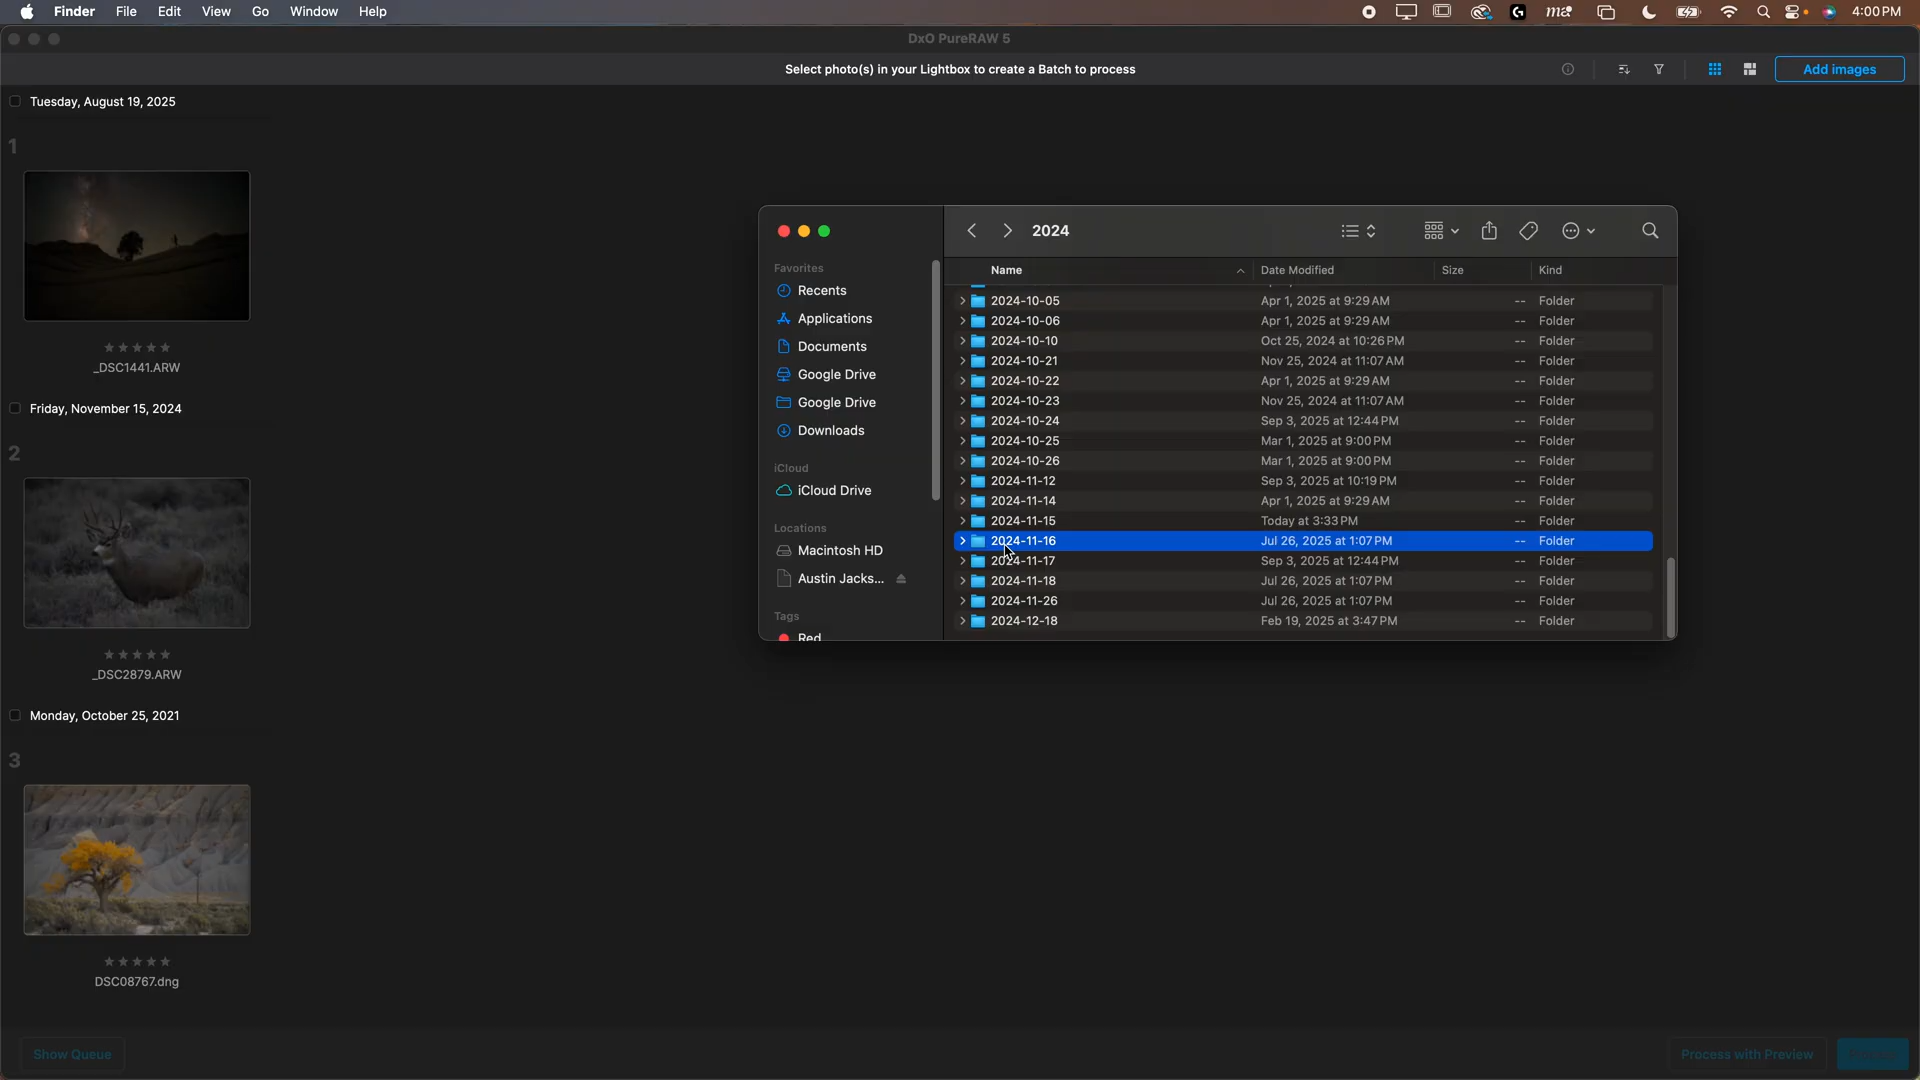 Finder File Edit View Go Window Help
4:00 PM
DxO PureRAW 5
Select photo(s) in your Lightbox to create a Batch to process
Add images
Tuesday, August 19, 2025
1
_DSC1441.ARW
Friday, November 15, 2024
2
_DSC2879.ARW
Monday, October 25, 2021
3
DSC08767.dng
Show Queue
Process with Preview
2024
Favorites
Recents
Applications
Documents
Google Drive
Google Drive
Downloads
iCloud
iCloud Drive
Locations
Macintosh HD
Austin Jacks...
Tags
Red
Name Date Modified Size Kind
2024-10-05 Apr 1, 2025 at 9:29 AM -- Folder
2024-10-06 Apr 1, 2025 at 9:29 AM -- Folder
2024-10-10 Oct 25, 2024 at 10:26 PM -- Folder
2024-10-21 Nov 25, 2024 at 11:07 AM -- Folder
2024-10-22 Apr 1, 2025 at 9:29 AM -- Folder
2024-10-23 Nov 25, 2024 at 11:07 AM -- Folder
2024-10-24 Sep 3, 2025 at 12:44 PM -- Folder
2024-10-25 Mar 1, 2025 at 9:00 PM -- Folder
2024-10-26 Mar 1, 2025 at 9:00 PM -- Folder
2024-11-12 Sep 3, 2025 at 10:19 PM -- Folder
2024-11-14 Apr 1, 2025 at 9:29 AM -- Folder
2024-11-15 Today at 3:33 PM -- Folder
2024-11-16 Jul 26, 2025 at 1:07 PM -- Folder
2024-11-17 Sep 3, 2025 at 12:44 PM -- Folder
2024-11-18 Jul 26, 2025 at 1:07 PM -- Folder
2024-11-26 Jul 26, 2025 at 1:07 PM -- Folder
2024-12-18 Feb 19, 2025 at 3:47 PM -- Folder